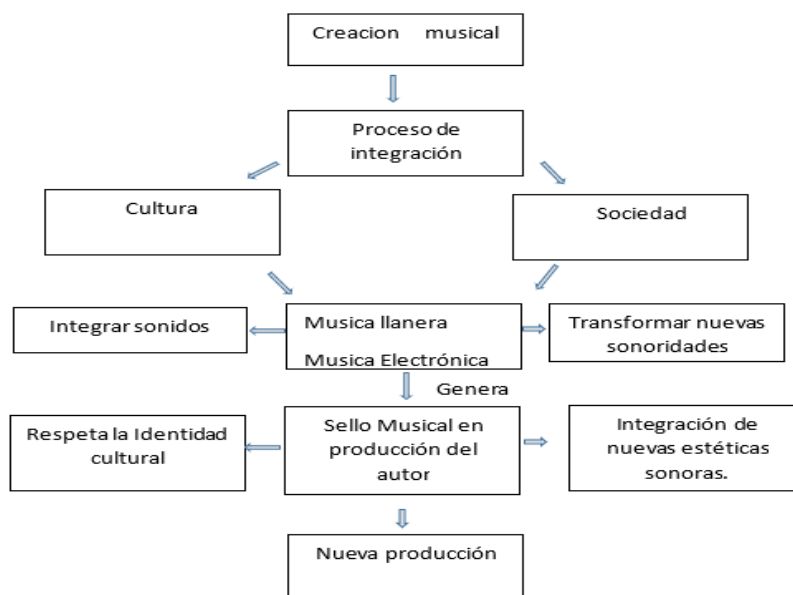 Creacion musical
Proceso de
integración
Cultura
Sociedad
Integrar sonidos
Musica llanera
Musica Electrónica
Transformar nuevas
sonoridades
Genera
Respeta la Identidad
cultural
Sello Musical en
producción del
autor
Integración de
nuevas estéticas
sonoras.
Nueva producción